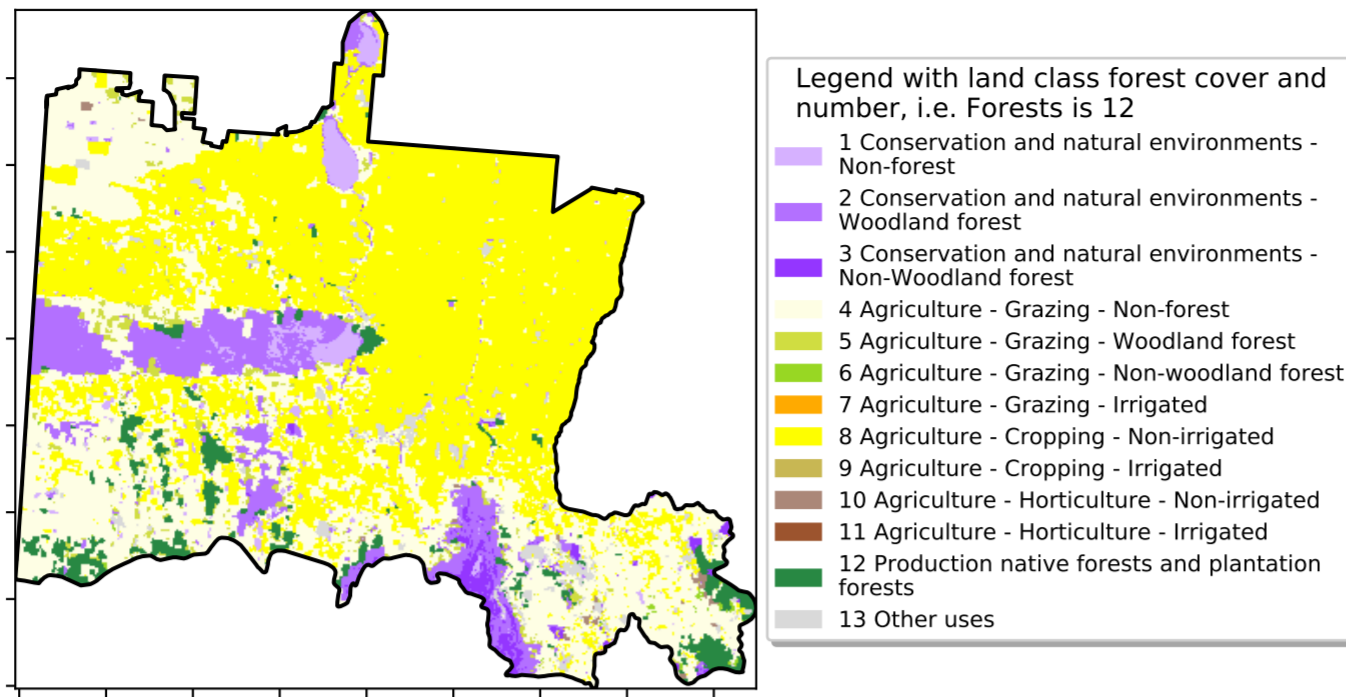 Legend with land class forest cover and
number, i.e. Forests is 12
1 Conservation and natural environments -
Non-forest
2 Conservation and natural environments -
Woodland forest
3 Conservation and natural environments -
Non-Woodland forest
4 Agriculture - Grazing - Non-forest
5 Agriculture - Grazing - Woodland forest
6 Agriculture - Grazing - Non-woodland forest
7 Agriculture - Grazing - Irrigated
8 Agriculture - Cropping - Non-irrigated
9 Agriculture - Cropping - Irrigated
10 Agriculture - Horticulture - Non-irrigated
11 Agriculture - Horticulture - Irrigated
12 Production native forests and plantation
forests
13 Other uses